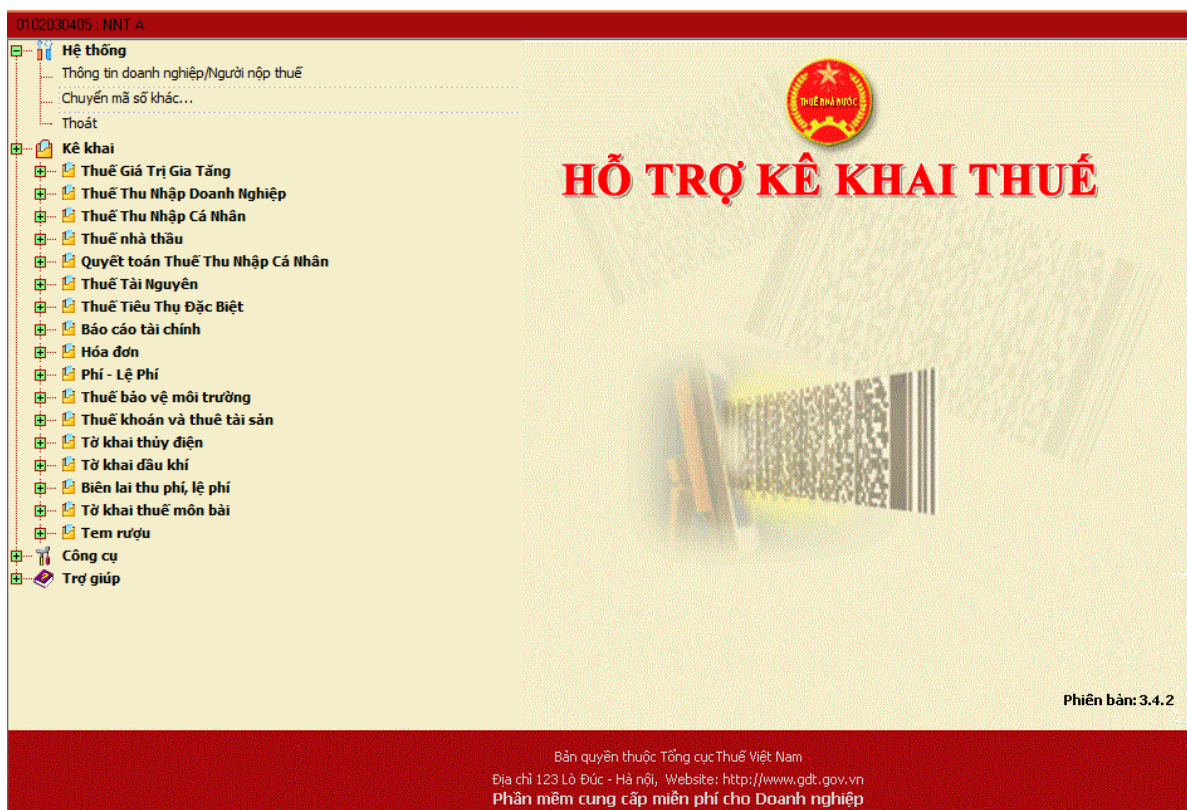 0102030405 : NNT A
Hệ thống
Thông tin doanh nghiệp/Người nộp thuế
Chuyển mã số khác...
Thoát
Kê khai
Thuế Giá Trị Gia Tăng
Thuế Thu Nhập Doanh Nghiệp
Thuế Thu Nhập Cá Nhân
Thuế nhà thầu
Quyết toán Thuế Thu Nhập Cá Nhân
Thuế Tài Nguyên
Thuế Tiêu Thụ Đặc Biệt
Báo cáo tài chính
Hóa đơn
Phí - Lệ Phí
Thuế bảo vệ môi trường
Thuế khoán và thuê tài sản
Tờ khai thủy điện
Tờ khai dầu khí
Biên lai thu phí, lệ phí
Tờ khai thuế môn bài
Tem rượu
Công cụ
Trợ giúp
THUẾ NHÀ NƯỚC
HỖ TRỢ KÊ KHAI THUẾ
Phiên bản: 3.4.2
Bản quyền thuộc Tổng cục Thuế Việt Nam
Địa chỉ 123 Lò Đúc - Hà nội, Website: http://www.gdt.gov.vn
Phần mềm cung cấp miễn phí cho Doanh nghiệp